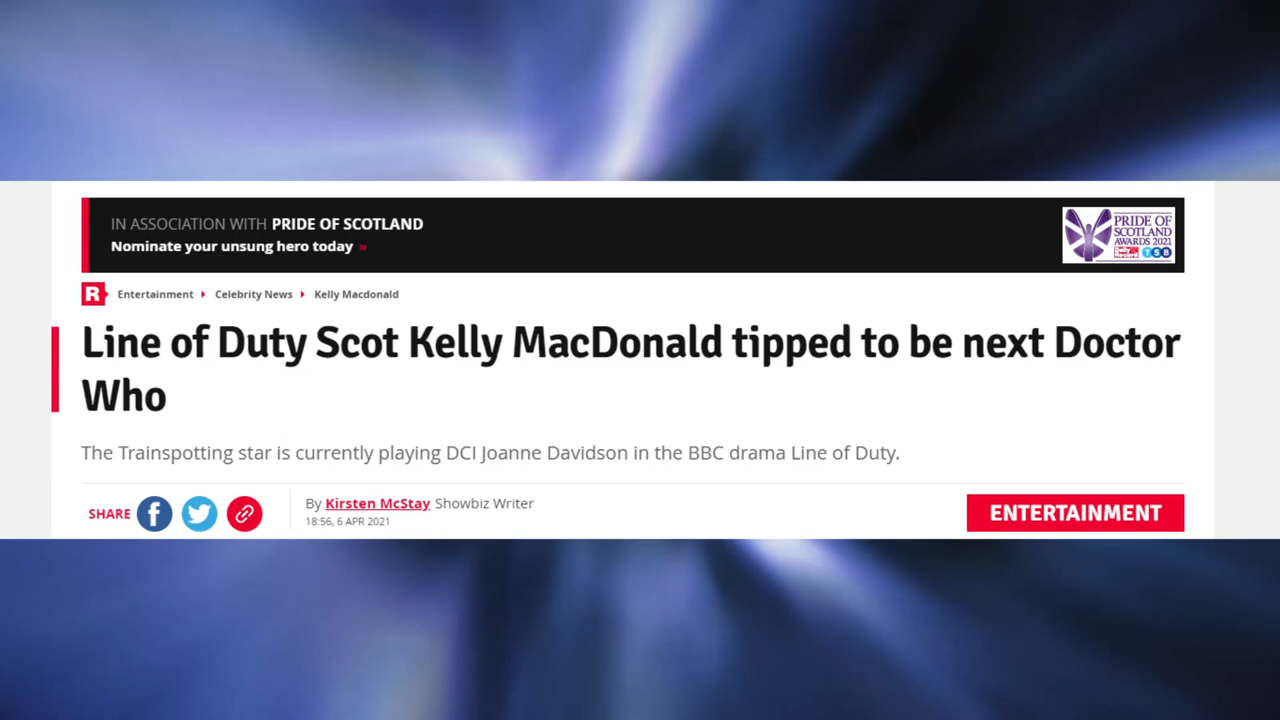 IN ASSOCIATION WITH PRIDE OF SCOTLAND
Nominate your unsung hero today »
PRIDE OF
SCOTLAND
AWARDS 2021
TSB
R Entertainment Celebrity News Kelly Macdonald
Line of Duty Scot Kelly MacDonald tipped to be next Doctor
Who
The Trainspotting star is currently playing DCI Joanne Davidson in the BBC drama Line of Duty.
SHARE
By Kirsten McStay Showbiz Writer
18:56, 6 APR 2021
ENTERTAINMENT